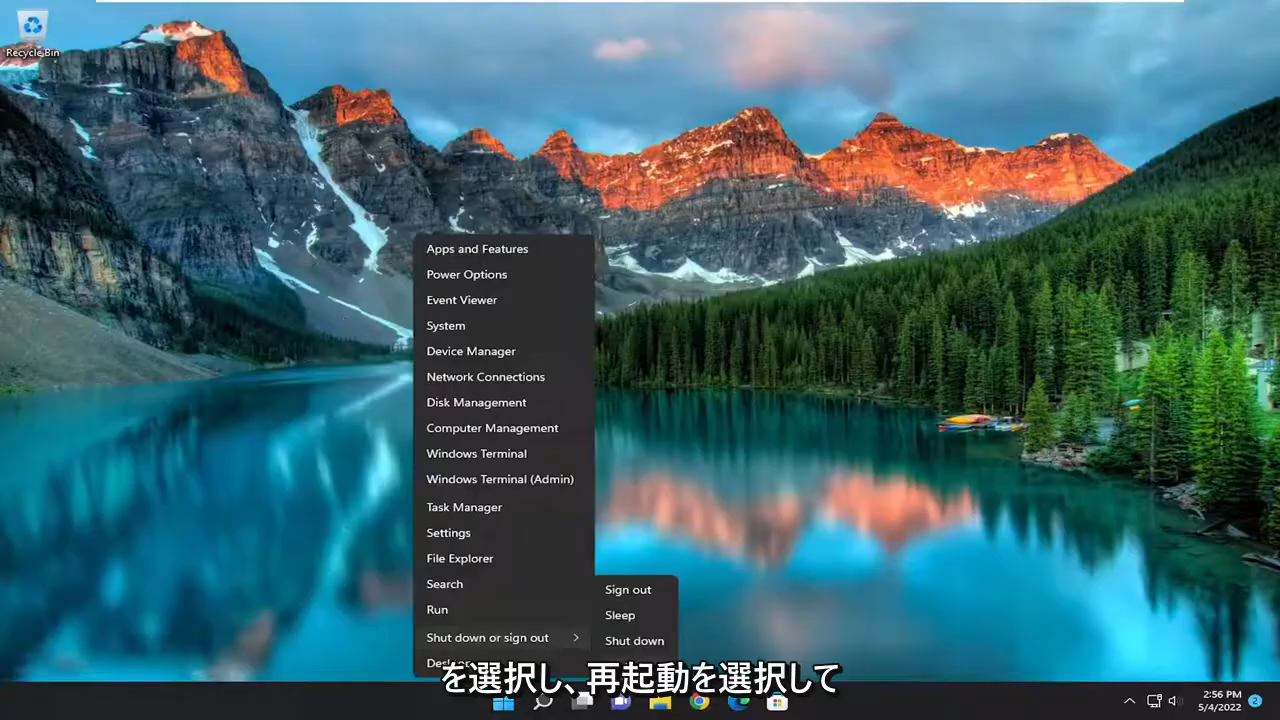 Recycle Bin
Apps and Features
Power Options
Event Viewer
System
Device Manager
Network Connections
Disk Management
Computer Management
Windows Terminal
Windows Terminal (Admin)
Task Manager
Settings
File Explorer
Search
Run
Shut down or sign out
Sign out
Sleep
Shut down
を選択し、再起動を選択して
2:56 PM
5/4/2022
2